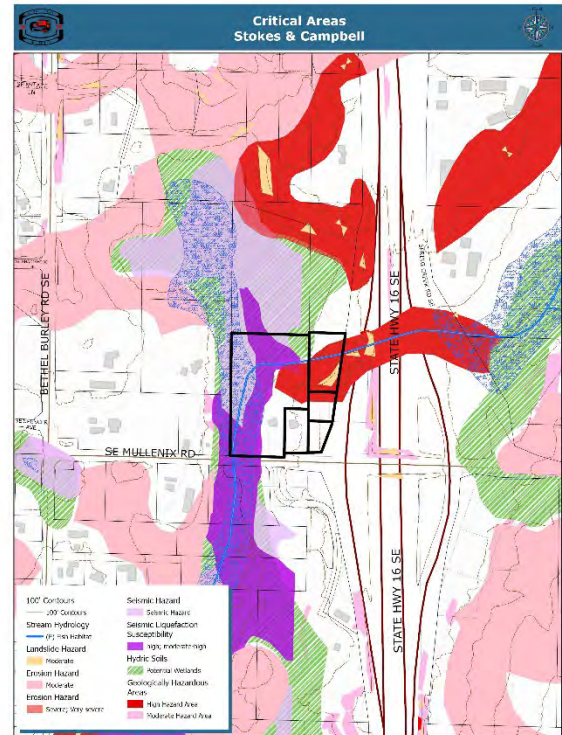 Critical Areas
Stokes & Campbell
BETHEL BURLEY RD SE
STATE HWY 16 SE
SE MULLENIX RD
STATE HWY 16 SE
100' Contours
100' Contours
Stream Hydrology
(F) Fish Habitat
Landslide Hazard
Moderate
Erosion Hazard
Moderate
Erosion Hazard
Severe; Very severe
Seismic Hazard
Seismic Hazard
Seismic Liquefaction
Susceptibility
high; moderate-high
Hydric Soils
Potential Wetlands
Geologically Hazardous
Areas
High Hazard Area
Moderate Hazard Area